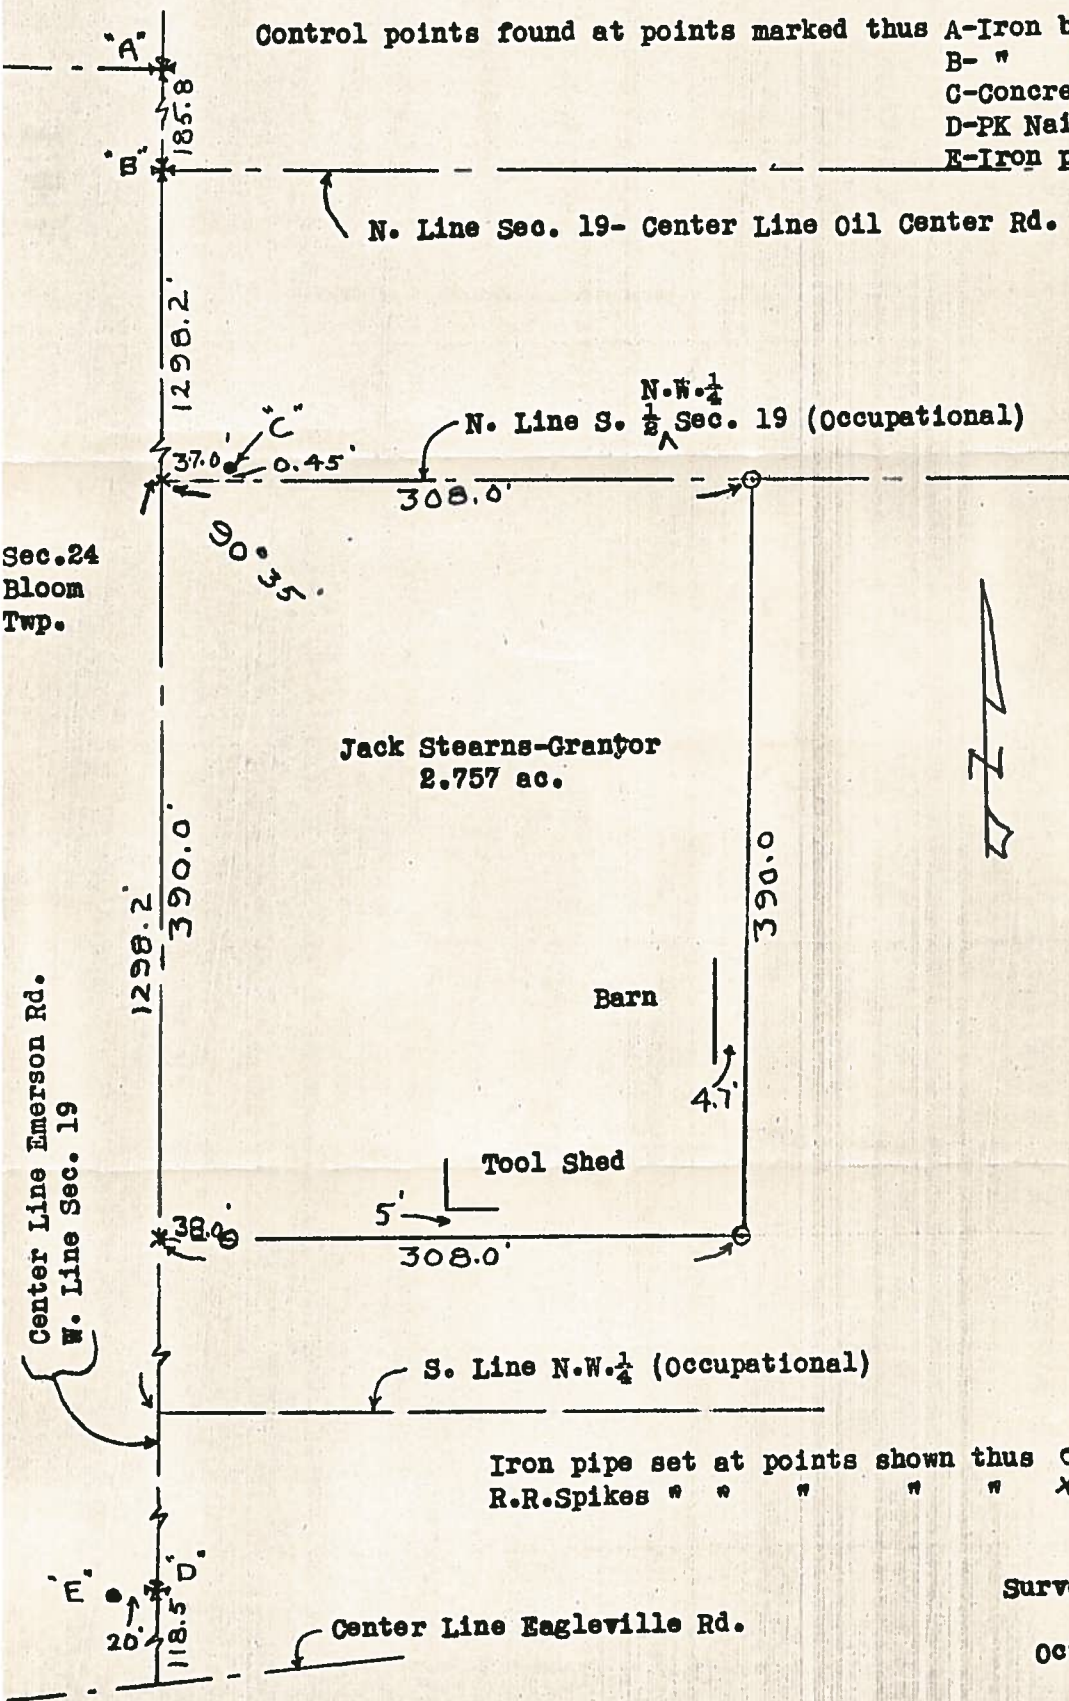 Control points found at points marked thus A-Iron b
B- "
C-Concre
D-PK Nai
E-Iron p
"A"
185.8
"B"
N. Line Sec. 19- Center Line Oil Center Rd.
1298.2'
N.W.¼
N. Line S. ½ ^ Sec. 19 (Occupational)
"C"
37.0'
0.45'
308.0'
90°35'
Sec.24
Bloom
Twp.
N
Jack Stearns-Grantor
2.757 ac.
390.0'
390.0
1298.2'
Barn
4.7'
Center Line Emerson Rd.
W. Line Sec. 19
Tool Shed
5'
38.0'
308.0'
S. Line N.W.¼ (Occupational)
Iron pipe set at points shown thus
R.R.Spikes " " " " "
"E"
"D"
20'
118.5
Surv
Center Line Eagleville Rd.
Oc